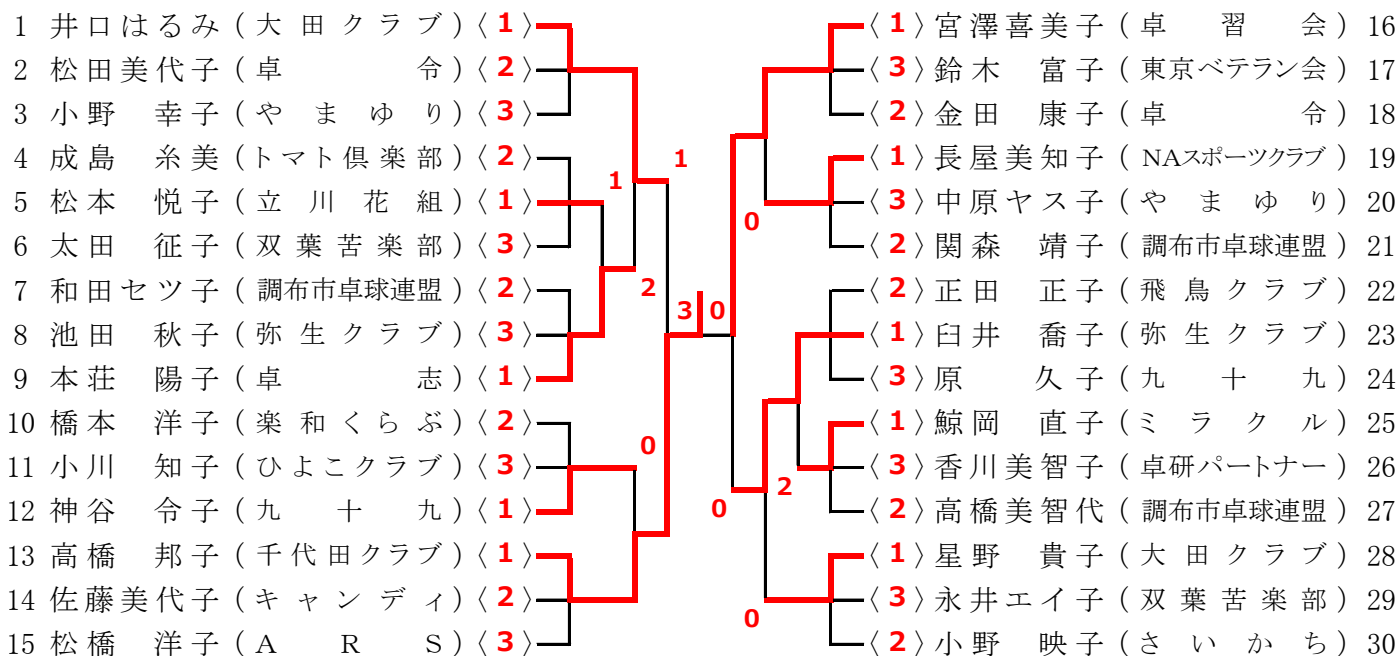 1 井口はるみ (大田クラブ) 〈1〉
2 松田美代子 (卓令) 〈2〉
3 小野 幸子 (やまゆり) 〈3〉
4 成島 糸美 (トマト倶楽部) 〈2〉
5 松本 悦子 (立川花組) 〈1〉
6 太田 征子 (双葉苦楽部) 〈3〉
7 和田セツ子 (調布市卓球連盟) 〈2〉
8 池田 秋子 (弥生クラブ) 〈3〉
9 本荘 陽子 (卓志) 〈1〉
10 橋本 洋子 (楽和くらぶ) 〈2〉
11 小川 知子 (ひよこクラブ) 〈3〉
12 神谷 令子 (九十九) 〈1〉
13 高橋 邦子 (千代田クラブ) 〈1〉
14 佐藤美代子 (キャンディ) 〈2〉
15 松橋 洋子 (ARS) 〈3〉
1
1
2
3
0
0
0
0
2
0
〈1〉 宮澤喜美子 (卓習会) 16
〈3〉 鈴木 富子 (東京ベテラン会) 17
〈2〉 金田 康子 (卓令) 18
〈1〉 長屋美知子 (NAスポーツクラブ) 19
〈3〉 中原ヤス子 (やまゆり) 20
〈2〉 関森 靖子 (調布市卓球連盟) 21
〈2〉 正田 正子 (飛鳥クラブ) 22
〈1〉 臼井 喬子 (弥生クラブ) 23
〈3〉 原 久子 (九十九) 24
〈1〉 鯨岡 直子 (ミラクル) 25
〈3〉 香川美智子 (卓研パートナー) 26
〈2〉 高橋美智代 (調布市卓球連盟) 27
〈1〉 星野 貴子 (大田クラブ) 28
〈3〉 永井エイ子 (双葉苦楽部) 29
〈2〉 小野 映子 (さいかち) 30